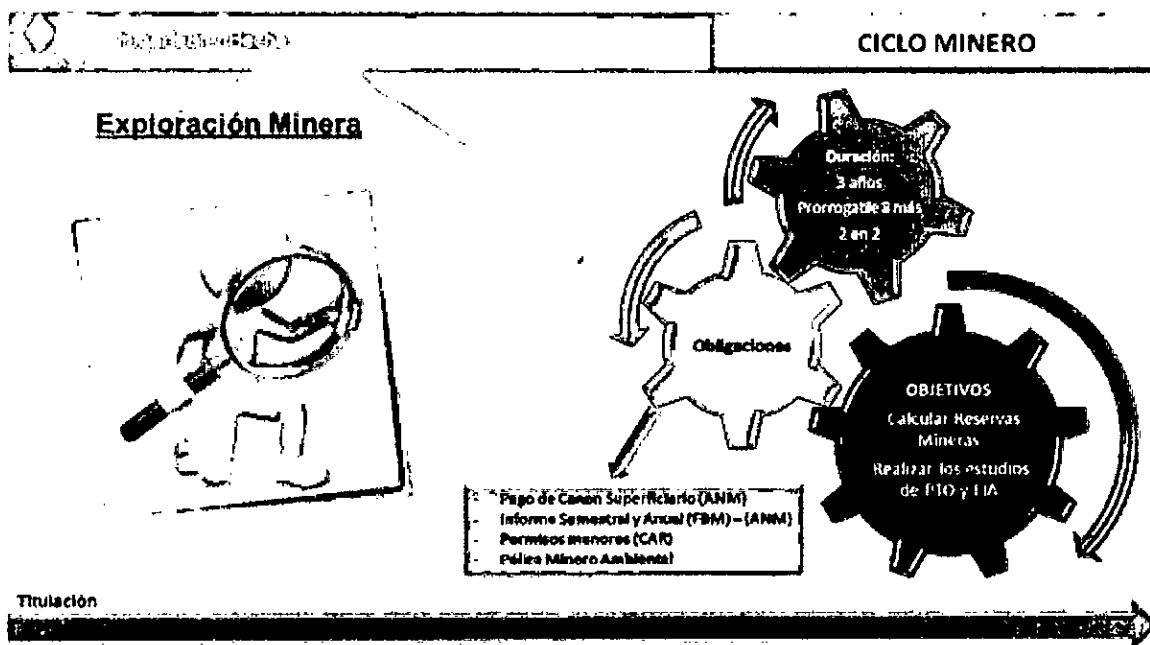 CICLO MINERO
Exploración Minera
Duración:
3 años
Prorrogable 8 más
2 en 2
Obligaciones
OBJETIVOS
Calcular Reservas
Mineras
Realizar los estudios
de PTO y EIA
- Pago de Canon Superficiario (ANM)
- Informe Semestral y Anual (FBM) – (ANM)
- Permisos menores (CAR)
- Póliza Minero Ambiental
Titulación